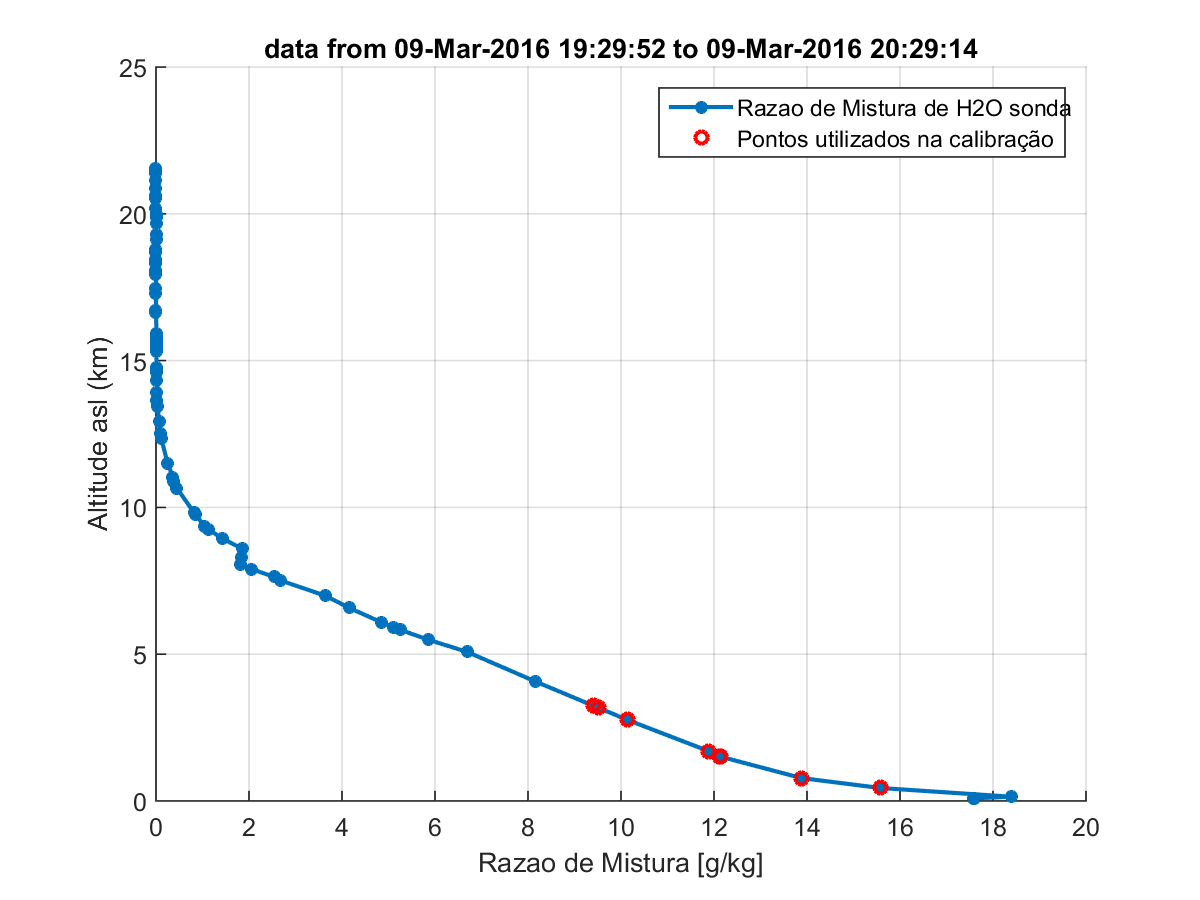 data from 09-Mar-2016 19:29:52 to 09-Mar-2016 20:29:14
Razao de Mistura de H2O sonda
Pontos utilizados na calibração
25
20
15
10
5
0
Altitude asl (km)
0 2 4 6 8 10 12 14 16 18 20
Razao de Mistura [g/kg]